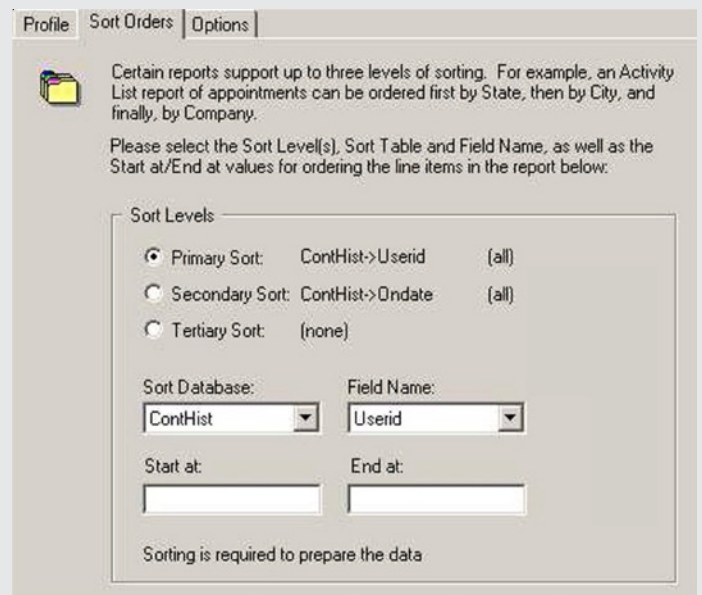 Profile Sort Orders Options
Certain reports support up to three levels of sorting. For example, an Activity
List report of appointments can be ordered first by State, then by City, and
finally, by Company.
Please select the Sort Level(s), Sort Table and Field Name, as well as the
Start at/End at values for ordering the line items in the report below:
Sort Levels
Primary Sort: ContHist->Userid (all)
Secondary Sort: ContHist->Ondate (all)
Tertiary Sort: (none)
Sort Database: Field Name:
ContHist Userid
Start at: End at:
Sorting is required to prepare the data